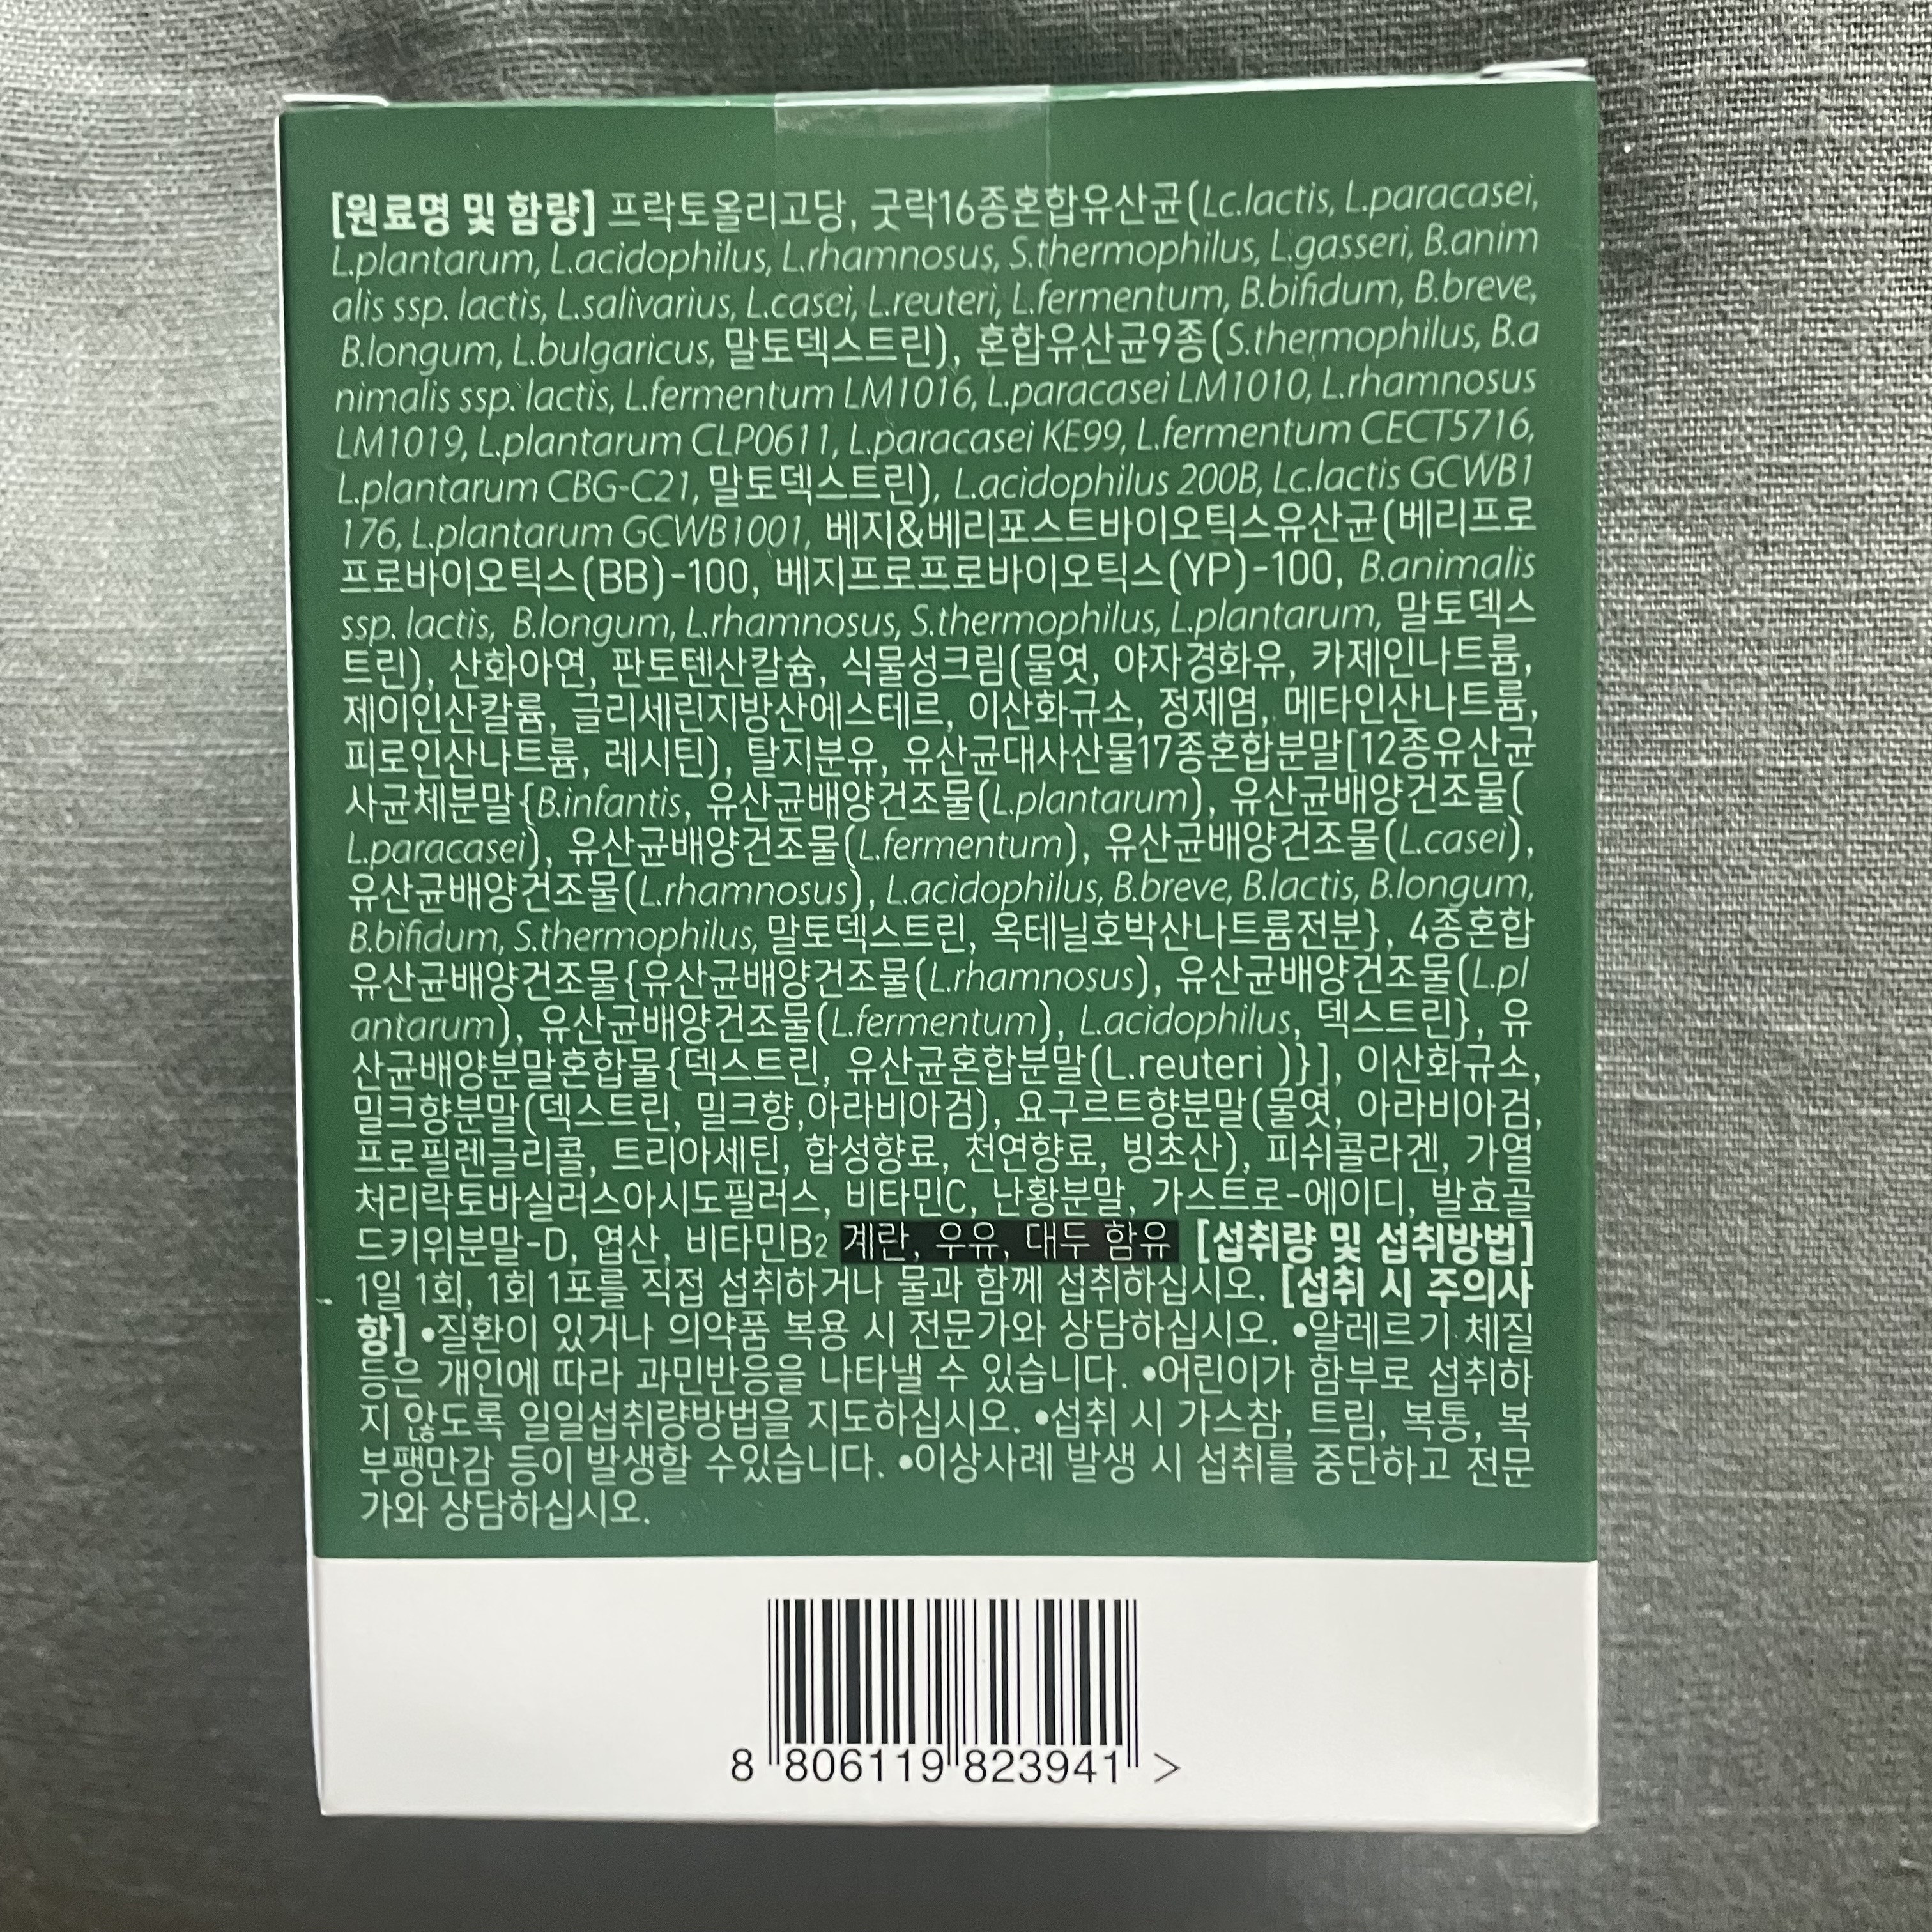 [원료명 및 함량] 프락토올리고당, 굿락16종혼합유산균(Lc.lactis, L.paracasei,
L.plantarum, L.acidophilus, L.rhamnosus, S.thermophilus, L.gasseri, B.anim
alis ssp. lactis, L.salivarius, L.casei, L.reuteri, L.fermentum, B.bifidum, B.breve,
B.longum, L.bulgaricus, 말토덱스트린), 혼합유산균9종(S.thermophilus, B.a
nimalis ssp. lactis, L.fermentum LM1016, L.paracasei LM1010, L.rhamnosus
LM1019, L.plantarum CLP0611, L.paracasei KE99, L.fermentum CECT5716,
L.plantarum CBG-C21, 말토덱스트린), L.acidophilus 200B, Lc.lactis GCWB1
176, L.plantarum GCWB1001, 베지&베리포스트바이오틱스유산균(베리프로
프로바이오틱스(BB)-100, 베지프로프로바이오틱스(YP)-100, B.animalis
ssp. lactis, B.longum, L.rhamnosus, S.thermophilus, L.plantarum, 말토덱스
트린), 산화아연, 판토텐산칼슘, 식물성크림(물엿, 야자경화유, 카제인나트륨,
제이인산칼륨, 글리세린지방산에스테르, 이산화규소, 정제염, 메타인산나트륨,
피로인산나트륨, 레시틴), 탈지분유, 유산균대사산물17종혼합분말[12종유산균
사균체분말{B.infantis, 유산균배양건조물(L.plantarum), 유산균배양건조물(
L.paracasei), 유산균배양건조물(L.fermentum), 유산균배양건조물(L.casei),
유산균배양건조물(L.rhamnosus), L.acidophilus, B.breve, B.lactis, B.longum,
B.bifidum, S.thermophilus, 말토덱스트린, 옥테닐호박산나트륨전분}, 4종혼합
유산균배양건조물{유산균배양건조물(L.rhamnosus), 유산균배양건조물(L.pl
antarum), 유산균배양건조물(L.fermentum), L.acidophilus, 덱스트린}, 유
산균배양분말혼합물{덱스트린, 유산균혼합분말(L.reuteri )}], 이산화규소,
밀크향분말(덱스트린, 밀크향,아라비아검), 요구르트향분말(물엿, 아라비아검,
프로필렌글리콜, 트리아세틴, 합성향료, 천연향료, 빙초산), 피쉬콜라겐, 가열
처리락토바실러스아시도필러스, 비타민C, 난황분말, 가스트로-에이디, 발효골
드키위분말-D, 엽산, 비타민B2 계란, 우유, 대두 함유 [섭취량 및 섭취방법]
1일 1회, 1회 1포를 직접 섭취하거나 물과 함께 섭취하십시오. [섭취 시 주의사
항] •질환이 있거나 의약품 복용 시 전문가와 상담하십시오. •알레르기 체질
등은 개인에 따라 과민반응을 나타낼 수 있습니다. •어린이가 함부로 섭취하
지 않도록 일일섭취량방법을 지도하십시오. •섭취 시 가스참, 트림, 복통, 복
부팽만감 등이 발생할 수있습니다. •이상사례 발생 시 섭취를 중단하고 전문
가와 상담하십시오.
8 806119 823941 >